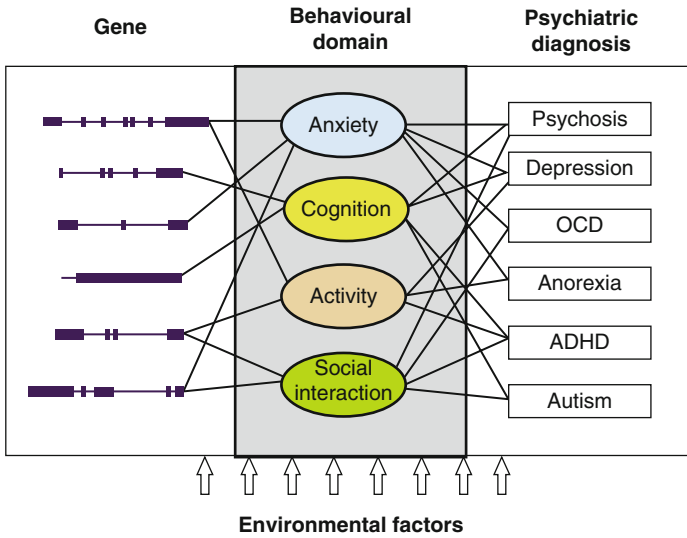 Gene
Behavioural
domain
Psychiatric
diagnosis
Anxiety
Cognition
Activity
Social
interaction
Psychosis
Depression
OCD
Anorexia
ADHD
Autism
Environmental factors